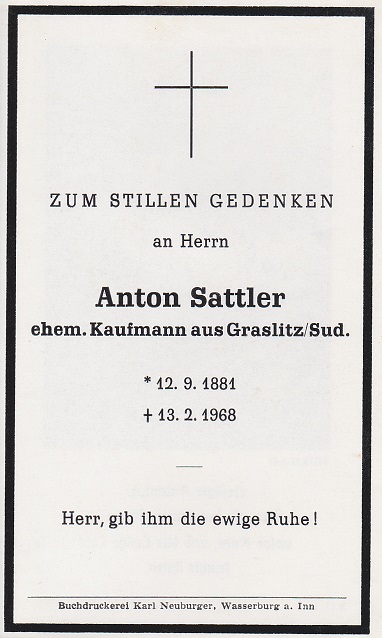 ZUM STILLEN GEDENKEN
an Herrn
Anton Sattler
ehem. Kaufmann aus Graslitz/Sud.
* 12. 9. 1881
† 13. 2. 1968
Herr, gib ihm die ewige Ruhe!
Buchdruckerei Karl Neuburger, Wasserburg a. Inn